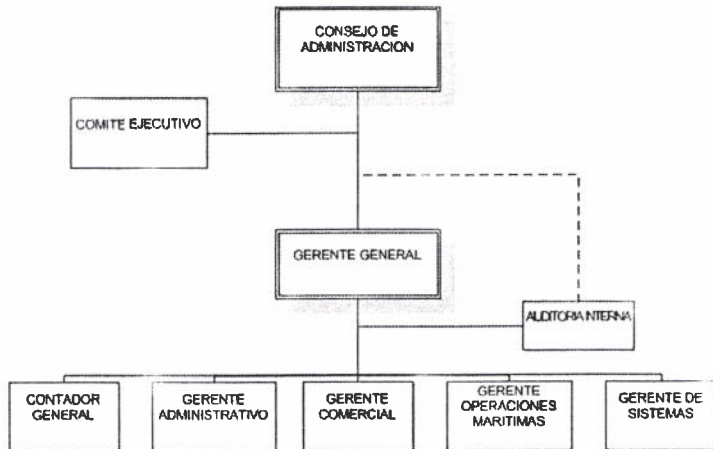 CONSEJO DE
ADMINISTRACION
COMITE EJECUTIVO
GERENTE GENERAL
AUDITORIA INTERNA
CONTADOR
GENERAL
GERENTE
ADMINISTRATIVO
GERENTE
COMERCIAL
GERENTE
OPERACIONES
MARITIMAS
GERENTE DE
SISTEMAS